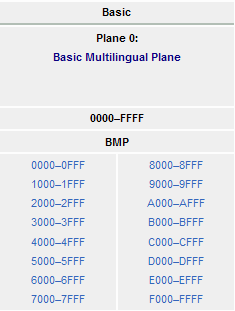 Basic
Plane 0:
Basic Multilingual Plane
0000–FFFF
BMP
0000–0FFF 8000–8FFF
1000–1FFF 9000–9FFF
2000–2FFF A000–AFFF
3000–3FFF B000–BFFF
4000–4FFF C000–CFFF
5000–5FFF D000–DFFF
6000–6FFF E000–EFFF
7000–7FFF F000–FFFF